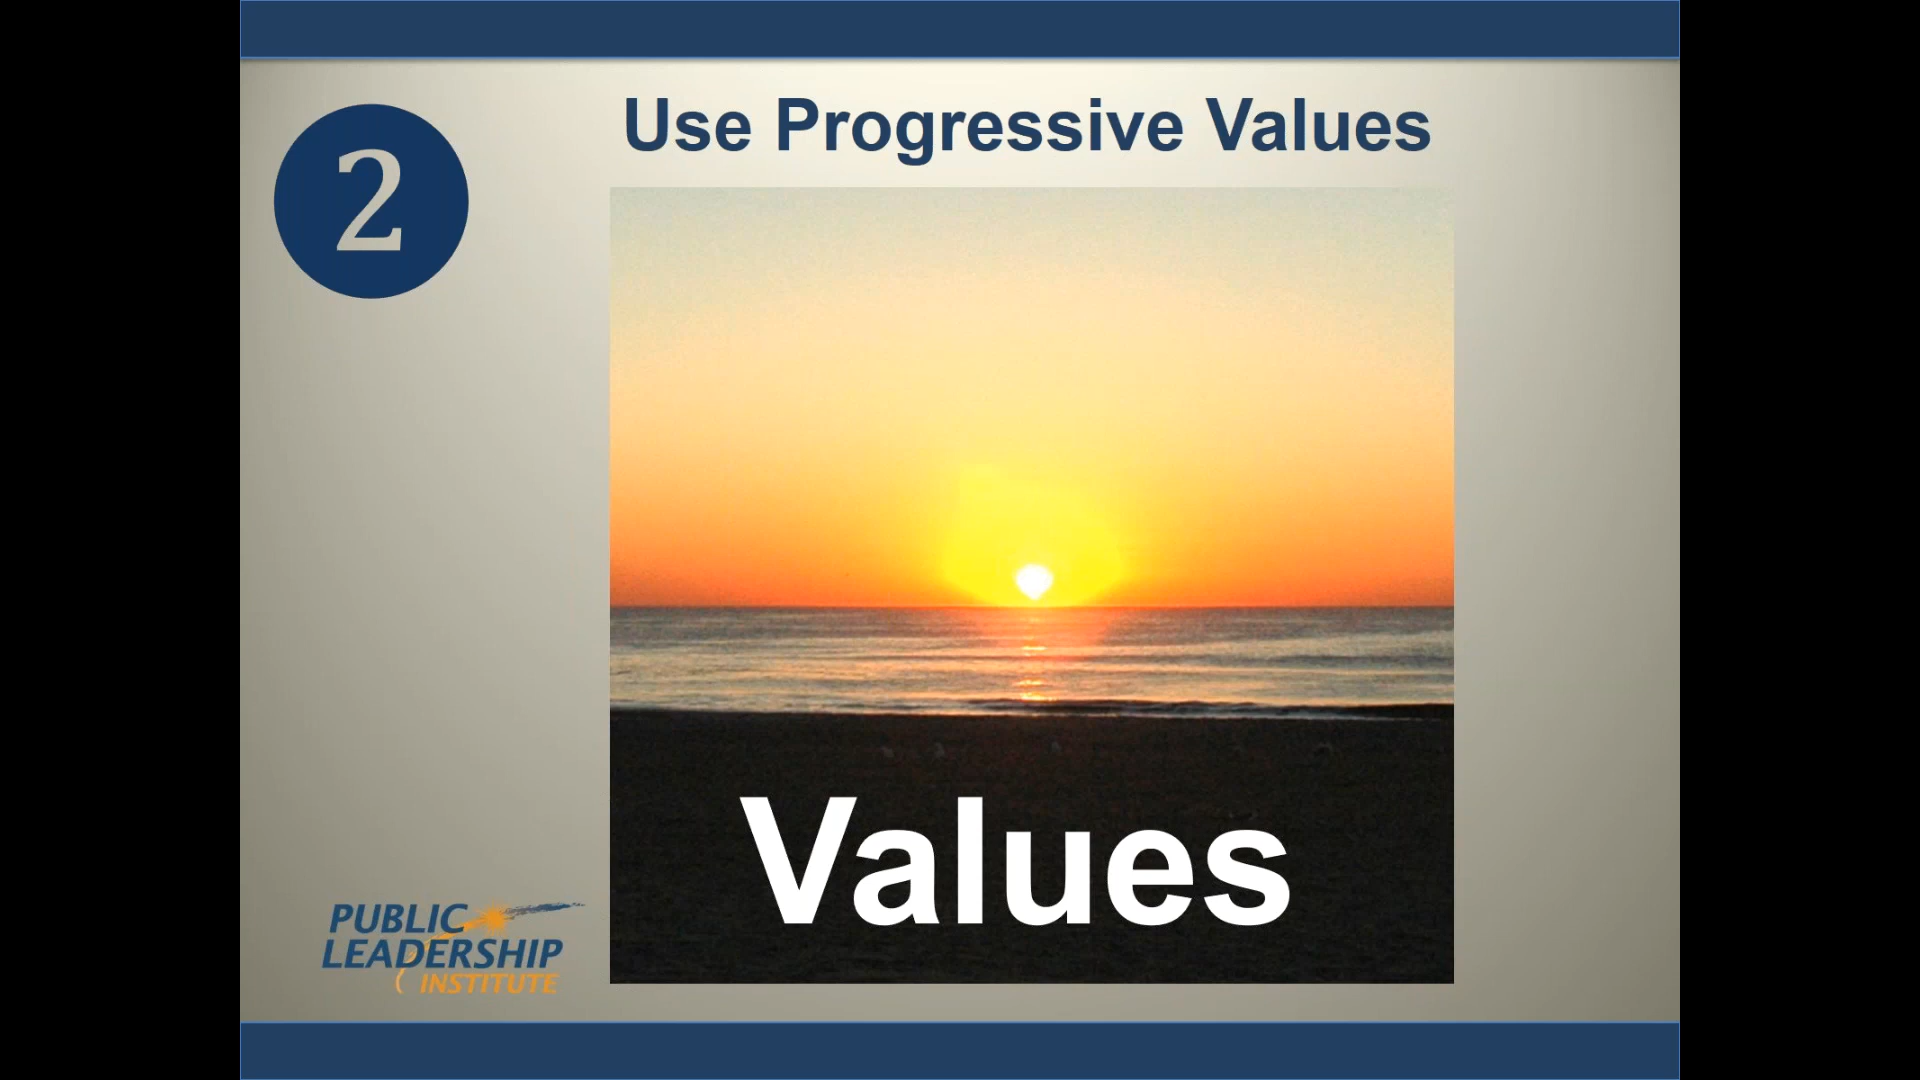 Use Progressive Values
2
Values
PUBLIC
LEADERSHIP
INSTITUTE